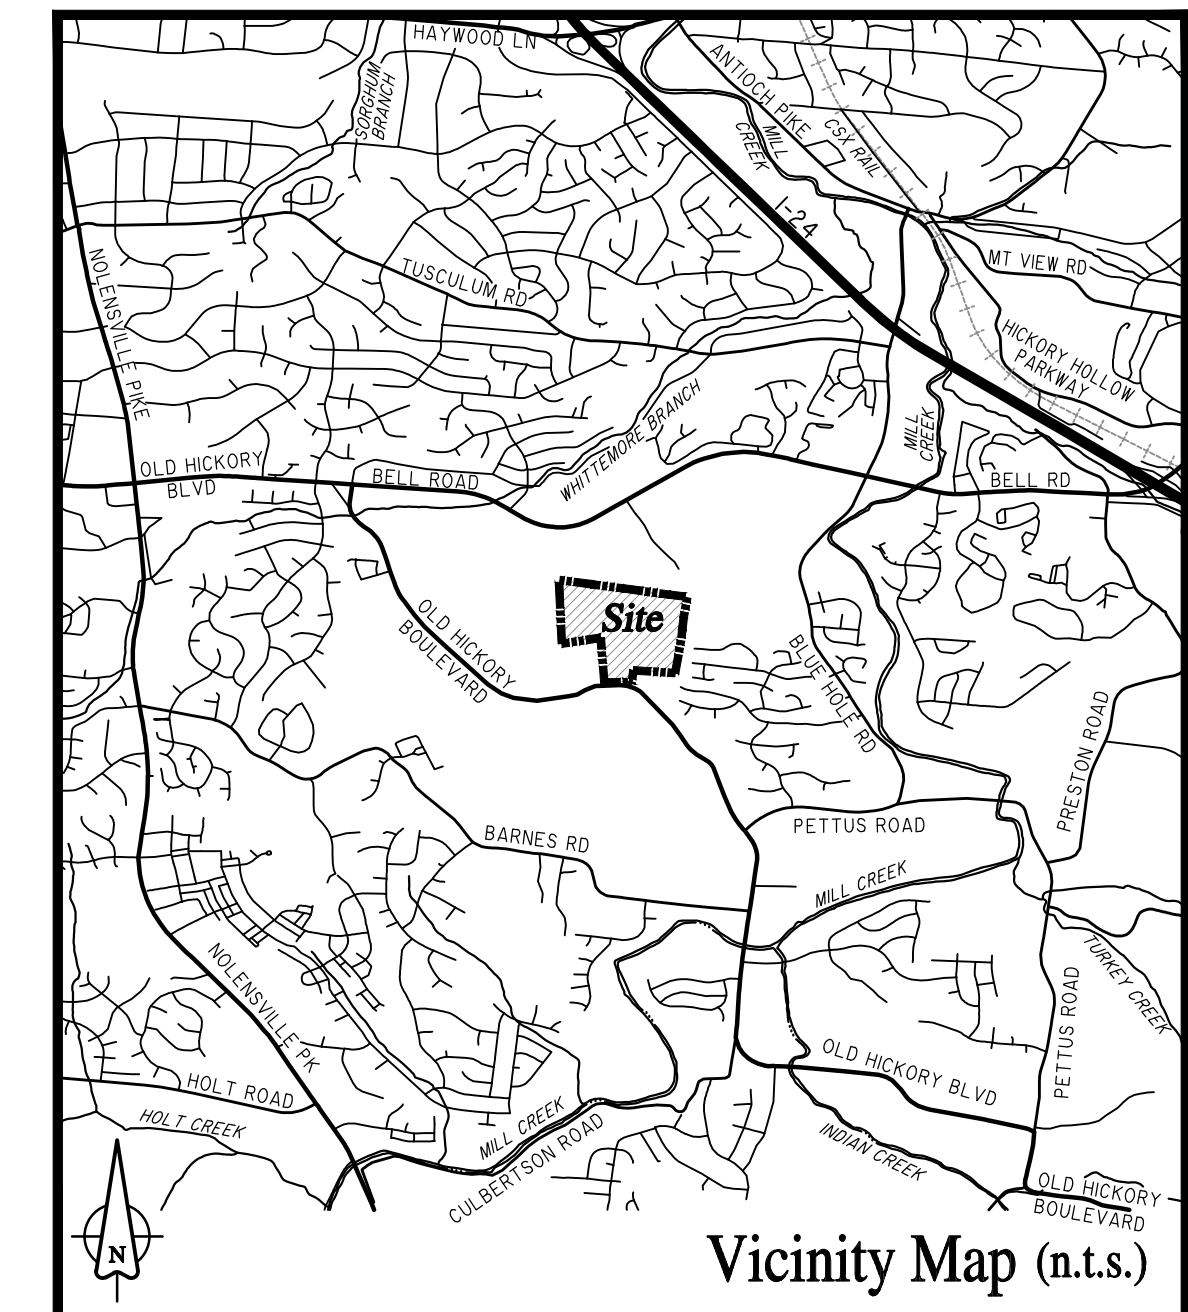 HAYWOOD LN
SORGHUM
BRANCH
ANTIOCH PIKE
MILL
CREEK
CSX RAIL
I-24
MT VIEW RD
NOLENSVILLE PIKE
TUSCULUM RD
HICKORY HOLLOW
PARKWAY
WHITTEMORE BRANCH
MILL
CREEK
OLD HICKORY
BLVD
BELL ROAD
BELL RD
Site
OLD HICKORY
BOULEVARD
BLUE HOLE RD
PRESTON ROAD
BARNES RD
PETTUS ROAD
MILL CREEK
TURKEY CREEK
NOLENSVILLE PK
PETTUS ROAD
OLD HICKORY BLVD
HOLT ROAD
HOLT CREEK
MILL CREEK
CULBERTSON ROAD
INDIAN CREEK
OLD HICKORY
BOULEVARD
N
Vicinity Map (n.t.s.)